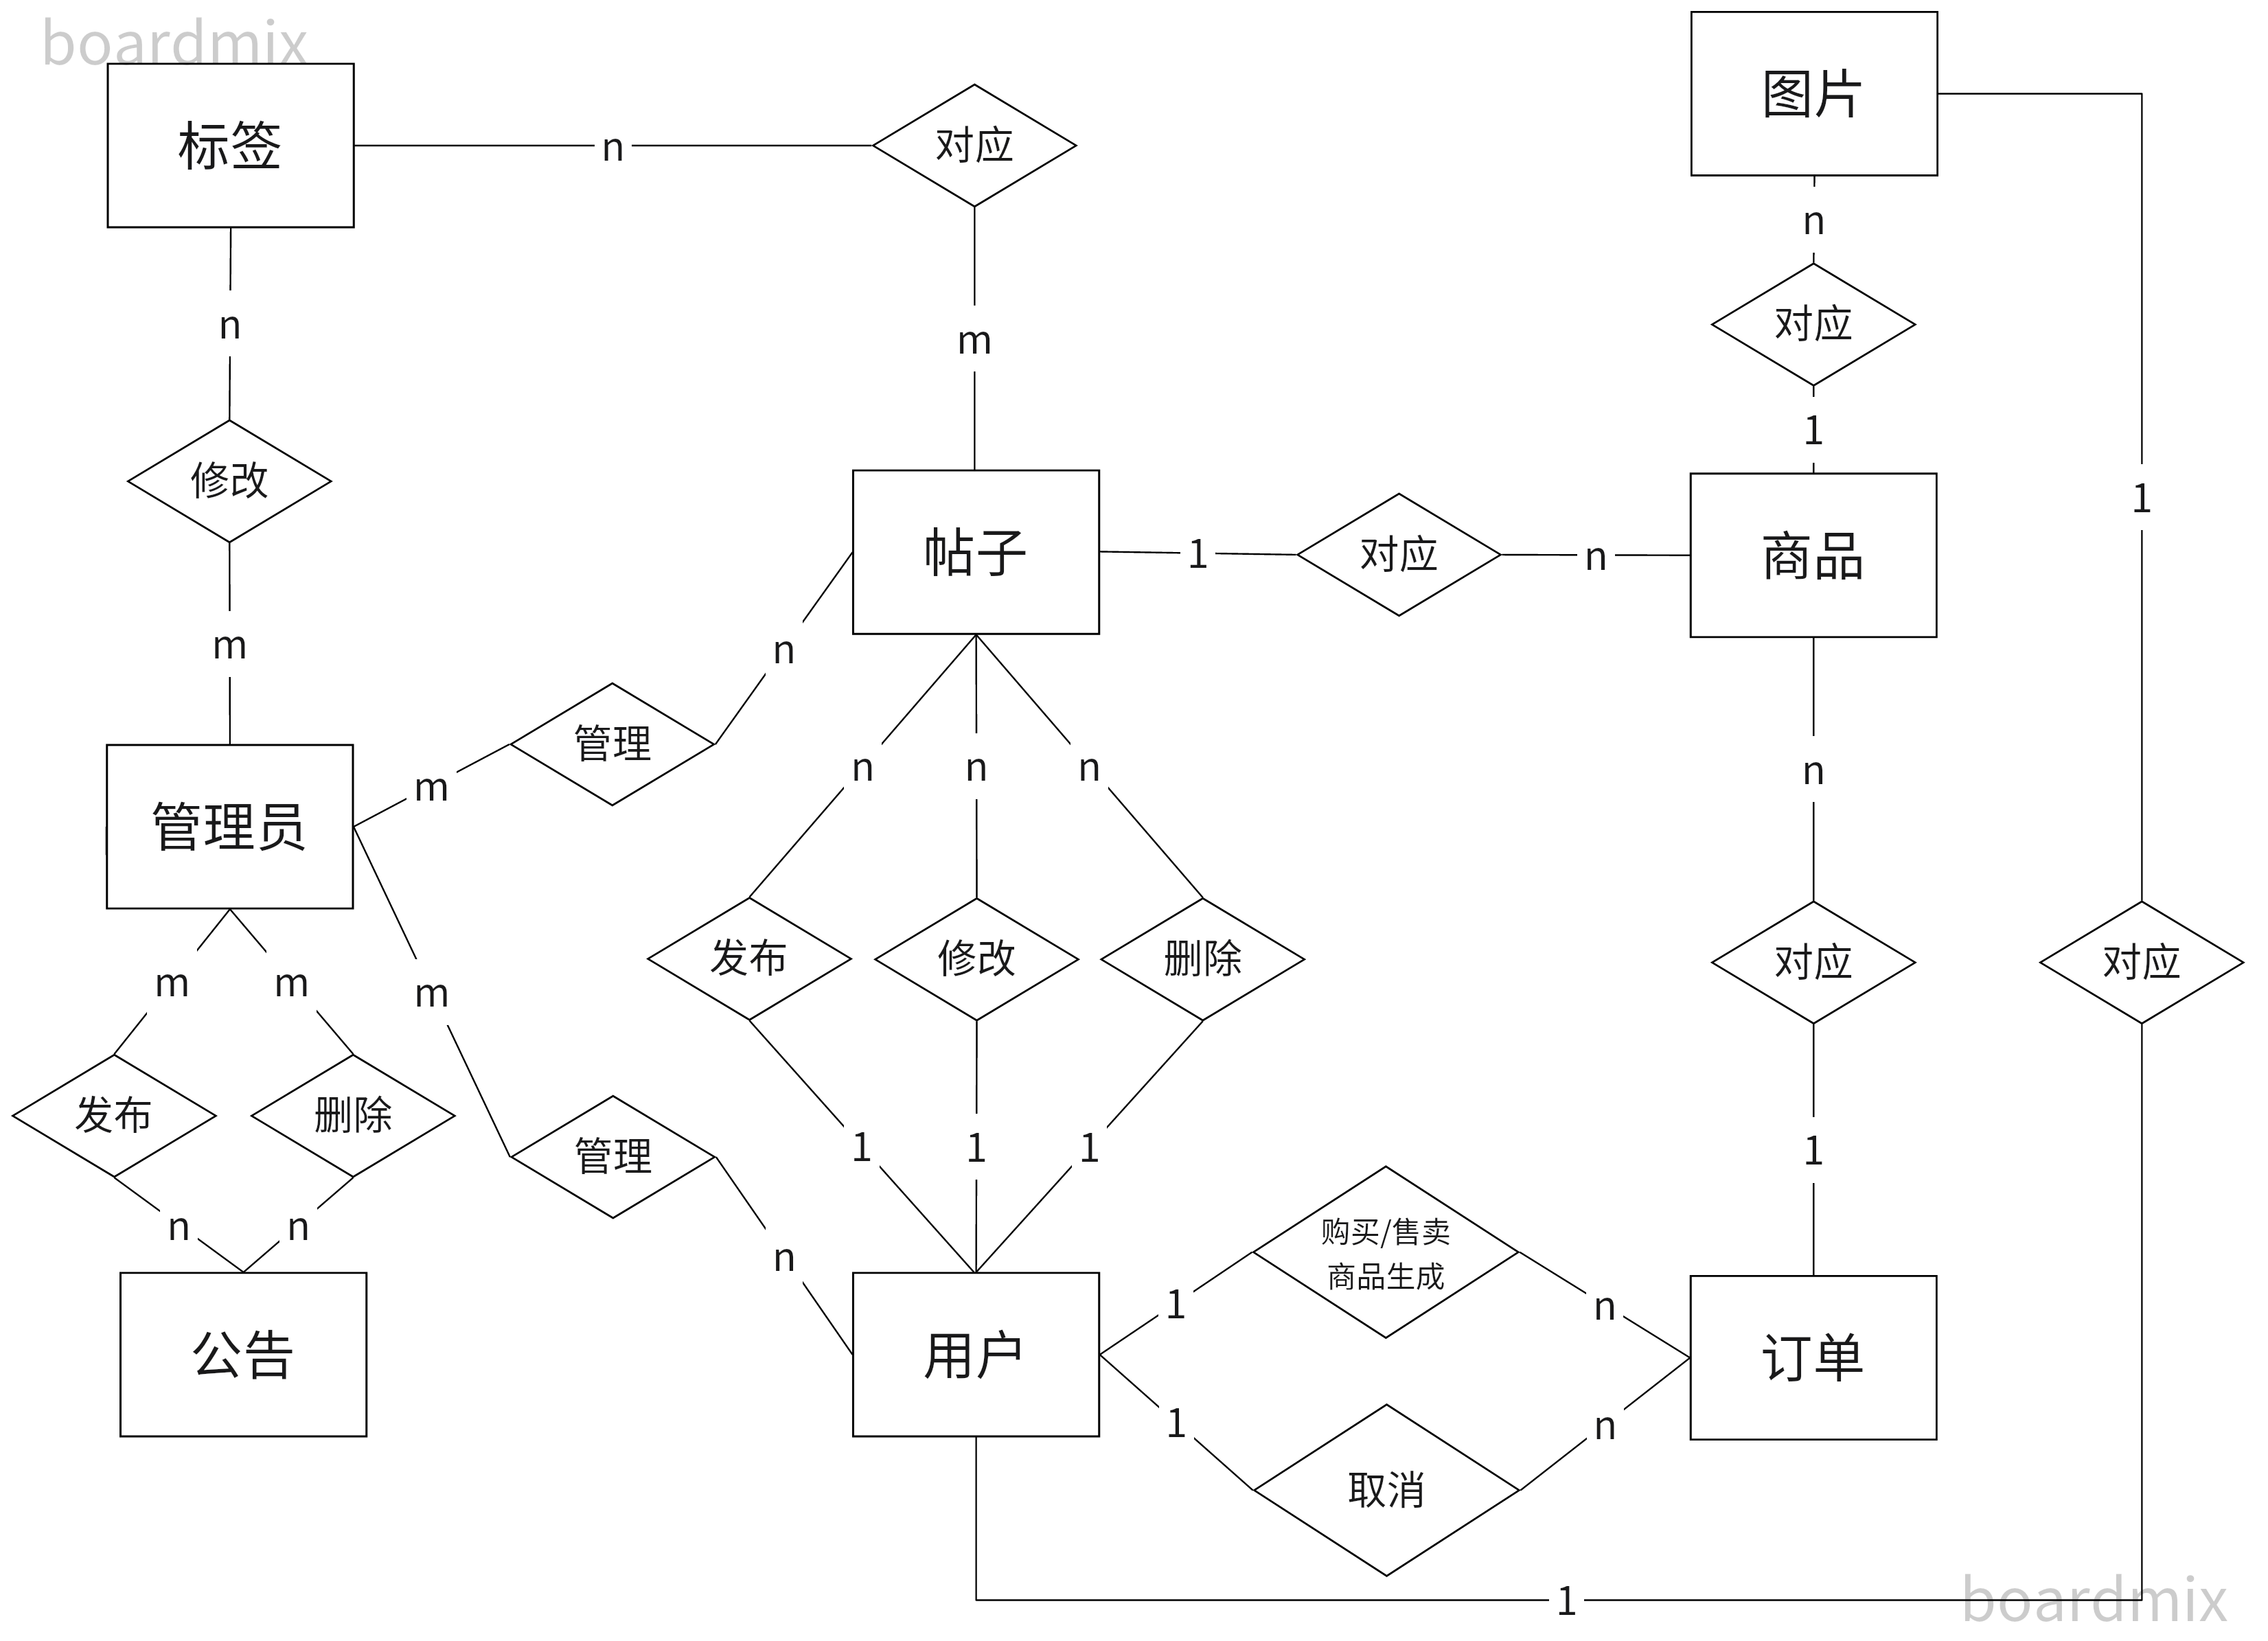 boardmix
图片
标签
n
对应
n
对应
n
m
1
修改
1
帖子
1
对应
n
商品
m
n
管理
n
n
n
n
m
管理员
发布
修改
删除
对应
对应
m
m
m
发布
删除
管理
1
1
1
1
n
n
n
购买/售卖
商品生成
1
n
公告
用户
订单
1
n
取消
1
boardmix